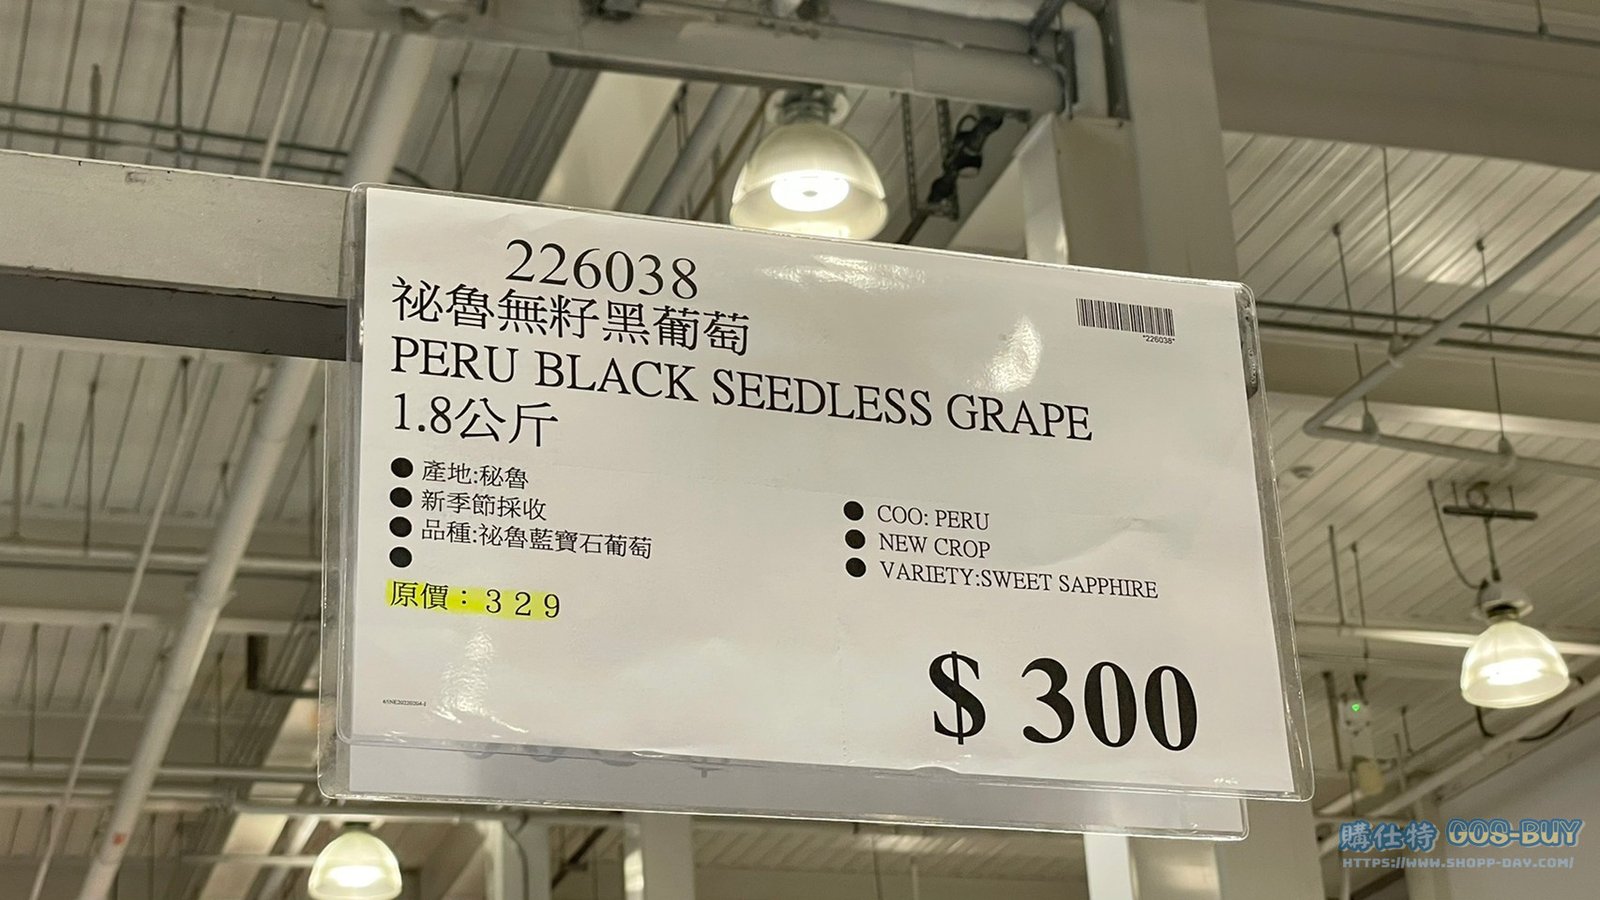 226038
祕魯無籽黑葡萄
PERU BLACK SEEDLESS GRAPE
1.8公斤
*226038*
● 產地:秘魯
● 新季節採收
● 品種:祕魯藍寶石葡萄
●
● COO: PERU
● NEW CROP
● VARIETY:SWEET SAPPHIRE
原價：329
$ 300
購仕特 GOS-BUY
HTTPS://WWW.SHOPP-DAY.COM/